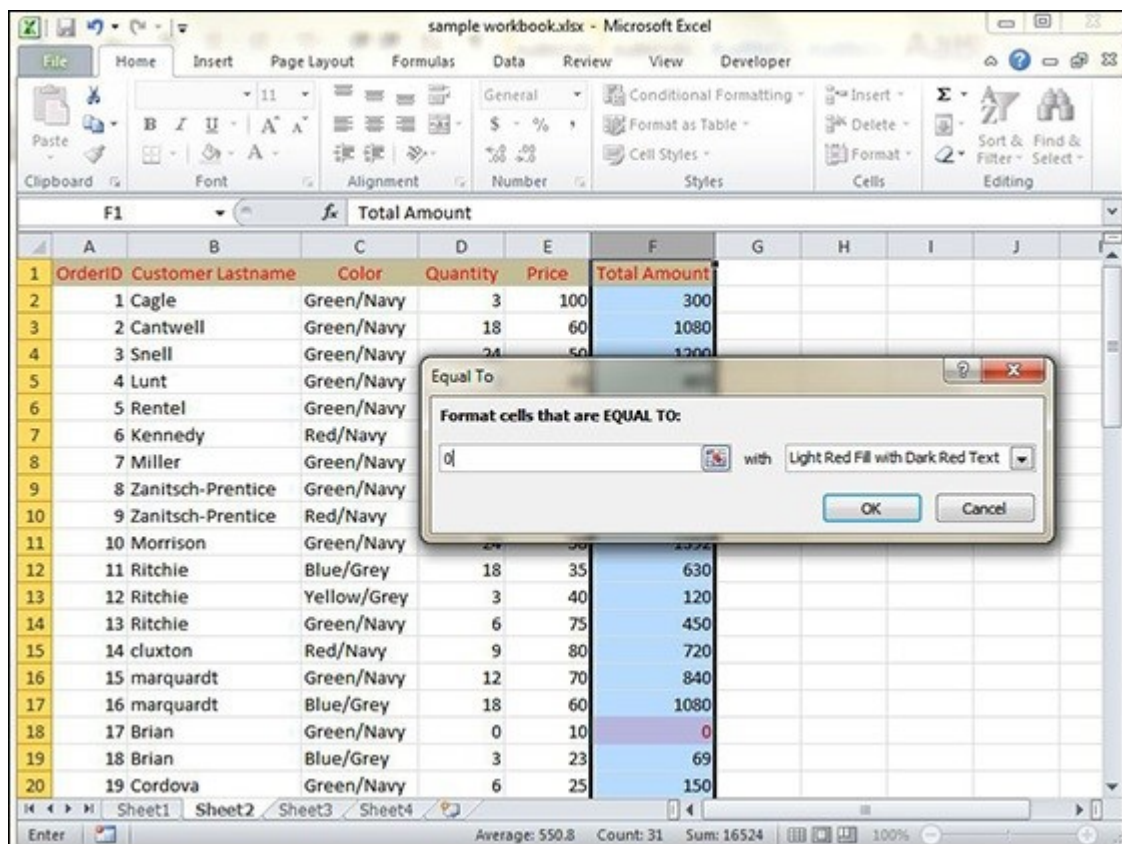 sample workbook.xlsx - Microsoft Excel
File Home Insert Page Layout Formulas Data Review View Developer
11 General Conditional Formatting Insert Σ
Paste B I U A A $ % , Format as Table Delete Sort & Find &
Cell Styles Format Filter Select
Clipboard Font Alignment Number Styles Cells Editing
F1 fx Total Amount
A B C D E F G H I J
1 OrderID Customer Lastname Color Quantity Price Total Amount
2 1 Cagle Green/Navy 3 100 300
3 2 Cantwell Green/Navy 18 60 1080
4 3 Snell Green/Navy 24 50 1200
5 4 Lunt Green/Navy
6 5 Rentel Green/Navy
7 6 Kennedy Red/Navy
8 7 Miller Green/Navy
9 8 Zanitsch-Prentice Green/Navy
10 9 Zanitsch-Prentice Red/Navy
11 10 Morrison Green/Navy 24 1392
12 11 Ritchie Blue/Grey 18 35 630
13 12 Ritchie Yellow/Grey 3 40 120
14 13 Ritchie Green/Navy 6 75 450
15 14 cluxton Red/Navy 9 80 720
16 15 marquardt Green/Navy 12 70 840
17 16 marquardt Blue/Grey 18 60 1080
18 17 Brian Green/Navy 0 10 0
19 18 Brian Blue/Grey 3 23 69
20 19 Cordova Green/Navy 6 25 150
Equal To
Format cells that are EQUAL TO:
0 with Light Red Fill with Dark Red Text
OK Cancel
Sheet1 Sheet2 Sheet3 Sheet4
Enter Average: 550.8 Count: 31 Sum: 16524 100%